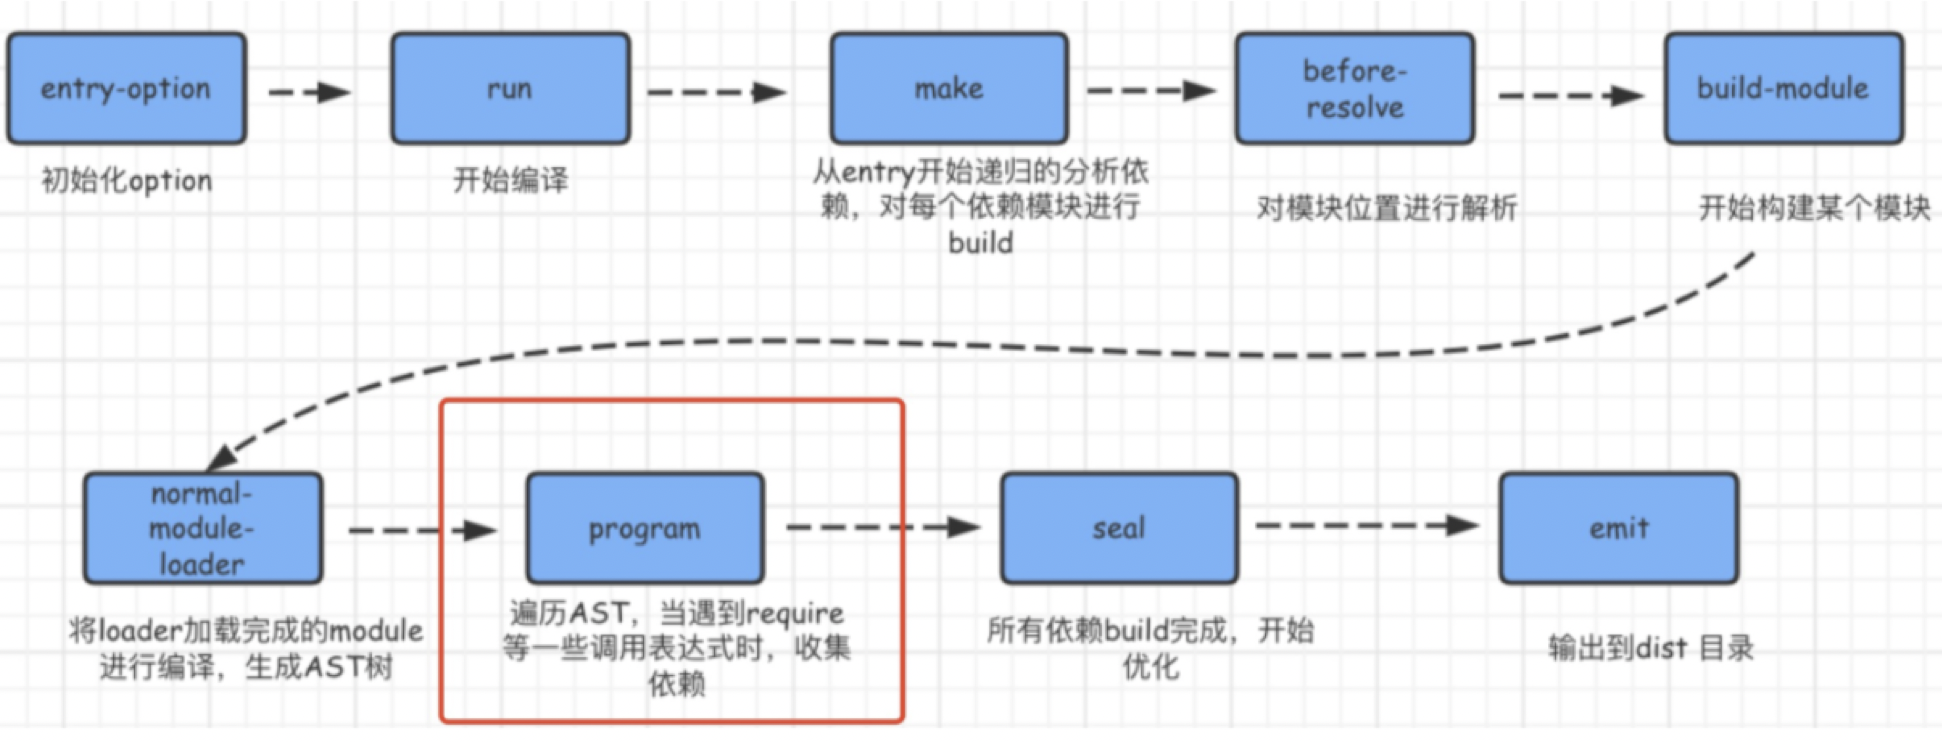 entry-option
run
make
before-
resolve
build-module
初始化option
开始编译
从entry开始递归的分析依
赖，对每个依赖模块进行
build
对模块位置进行解析
开始构建某个模块
normal-
module-
loader
program
seal
emit
将loader加载完成的module
进行编译，生成AST树
遍历AST，当遇到require
等一些调用表达式时，收集
依赖
所有依赖build完成，开始
优化
输出到dist 目录